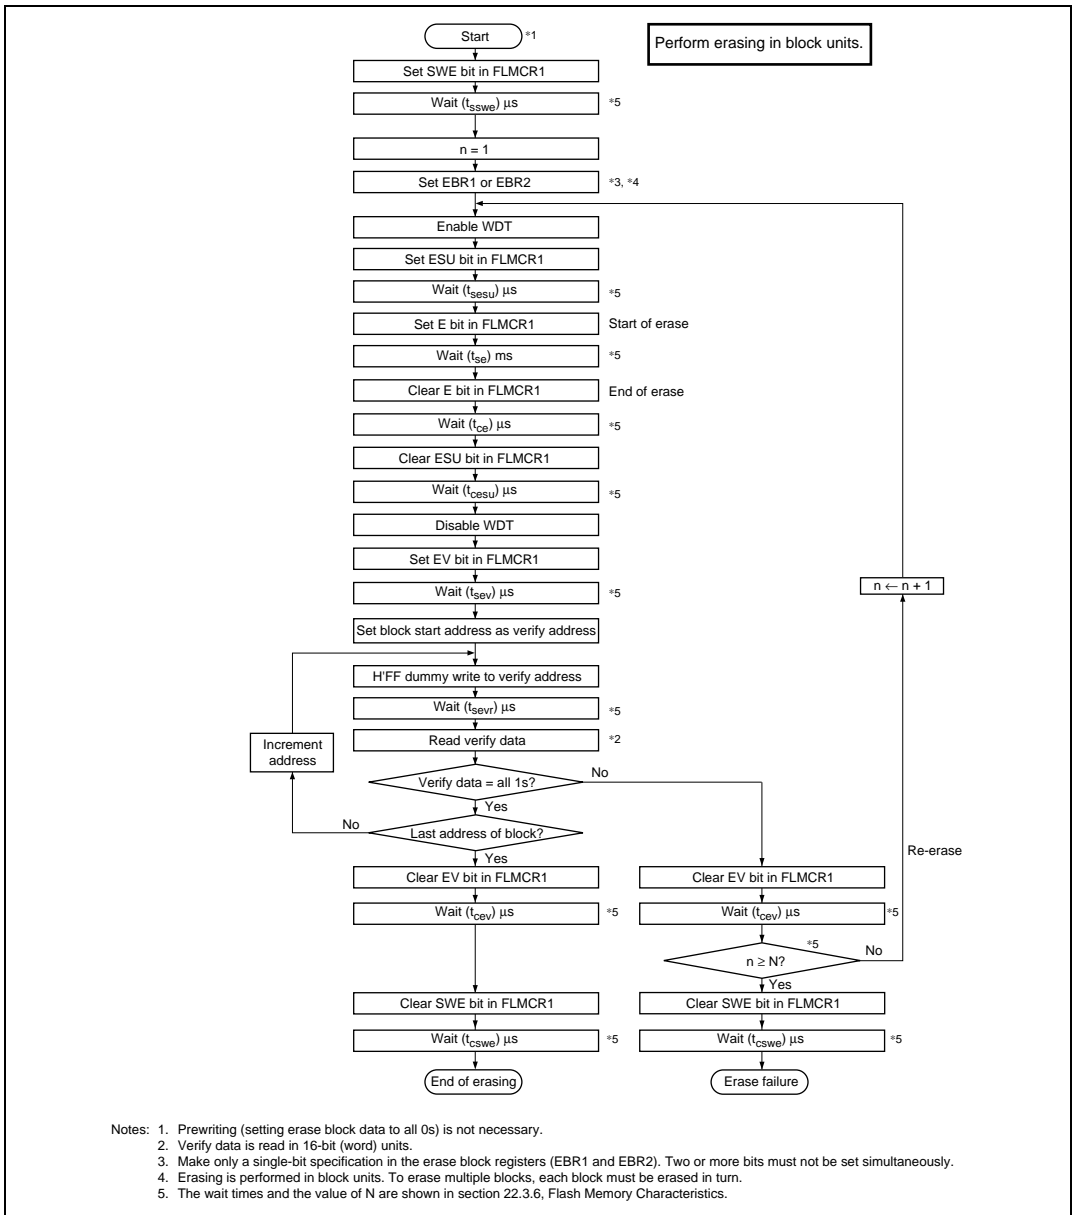 Start
*1
Perform erasing in block units.
Set SWE bit in FLMCR1
Wait (tsswe) μs
*5
n = 1
Set EBR1 or EBR2
*3, *4
Enable WDT
Set ESU bit in FLMCR1
Wait (tsesu) μs
*5
Set E bit in FLMCR1
Start of erase
Wait (tse) ms
*5
Clear E bit in FLMCR1
End of erase
Wait (tce) μs
*5
Clear ESU bit in FLMCR1
Wait (tcesu) μs
*5
Disable WDT
Set EV bit in FLMCR1
Wait (tsev) μs
*5
n ← n + 1
Set block start address as verify address
H'FF dummy write to verify address
Wait (tsevr) μs
*5
Increment
address
Read verify data
*2
Verify data = all 1s?
No
Yes
No
Last address of block?
Yes
Re-erase
Clear EV bit in FLMCR1
Clear EV bit in FLMCR1
Wait (tcev) μs
*5
Wait (tcev) μs
*5
*5
n ≥ N?
No
Yes
Clear SWE bit in FLMCR1
Clear SWE bit in FLMCR1
Wait (tcswe) μs
*5
Wait (tcswe) μs
*5
End of erasing
Erase failure
Notes: 1. Prewriting (setting erase block data to all 0s) is not necessary.
2. Verify data is read in 16-bit (word) units.
3. Make only a single-bit specification in the erase block registers (EBR1 and EBR2). Two or more bits must not be set simultaneously.
4. Erasing is performed in block units. To erase multiple blocks, each block must be erased in turn.
5. The wait times and the value of N are shown in section 22.3.6, Flash Memory Characteristics.